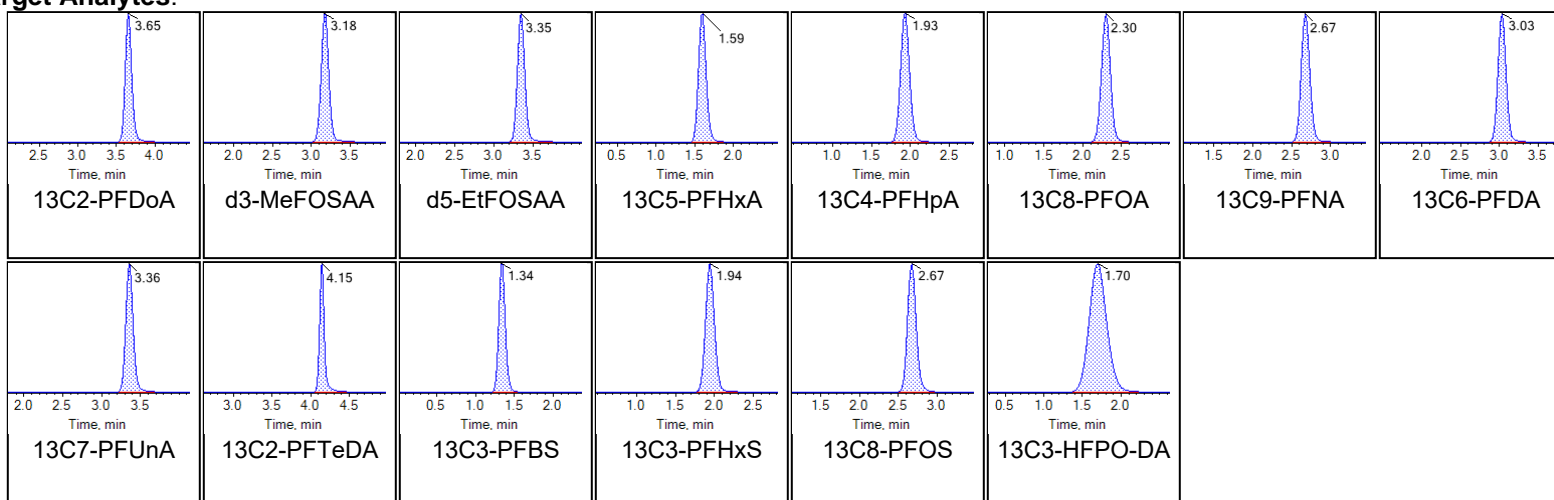 rget Analytes:
3.65
2.5 3.0 3.5 4.0
Time, min
13C2-PFDoA
3.18
2.0 2.5 3.0 3.5
Time, min
d3-MeFOSAA
3.35
2.0 2.5 3.0 3.5
Time, min
d5-EtFOSAA
1.59
0.5 1.0 1.5 2.0
Time, min
13C5-PFHxA
1.93
1.0 1.5 2.0 2.5
Time, min
13C4-PFHpA
2.30
1.0 1.5 2.0 2.5
Time, min
13C8-PFOA
2.67
1.5 2.0 2.5 3.0
Time, min
13C9-PFNA
3.03
2.0 2.5 3.0 3.5
Time, min
13C6-PFDA
3.36
2.0 2.5 3.0 3.5
Time, min
13C7-PFUnA
4.15
3.0 3.5 4.0 4.5
Time, min
13C2-PFTeDA
1.34
0.5 1.0 1.5 2.0
Time, min
13C3-PFBS
1.94
1.0 1.5 2.0 2.5
Time, min
13C3-PFHxS
2.67
1.5 2.0 2.5 3.0
Time, min
13C8-PFOS
1.70
0.5 1.0 1.5 2.0
Time, min
13C3-HFPO-DA